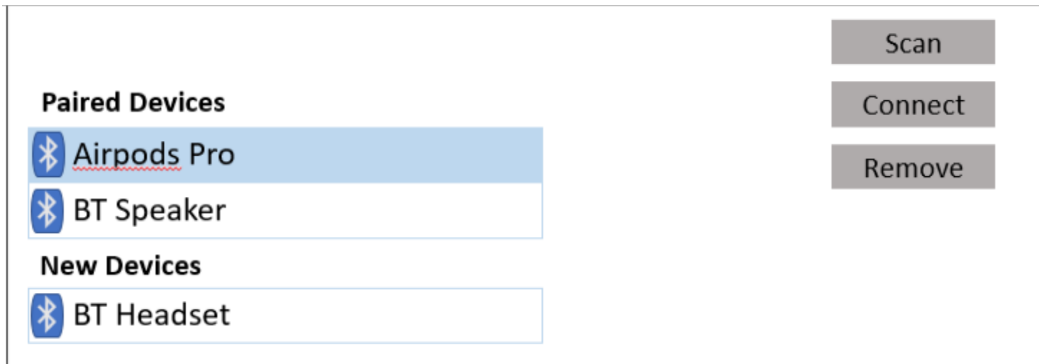 Scan
Connect
Remove
Paired Devices
Airpods Pro
BT Speaker
New Devices
BT Headset